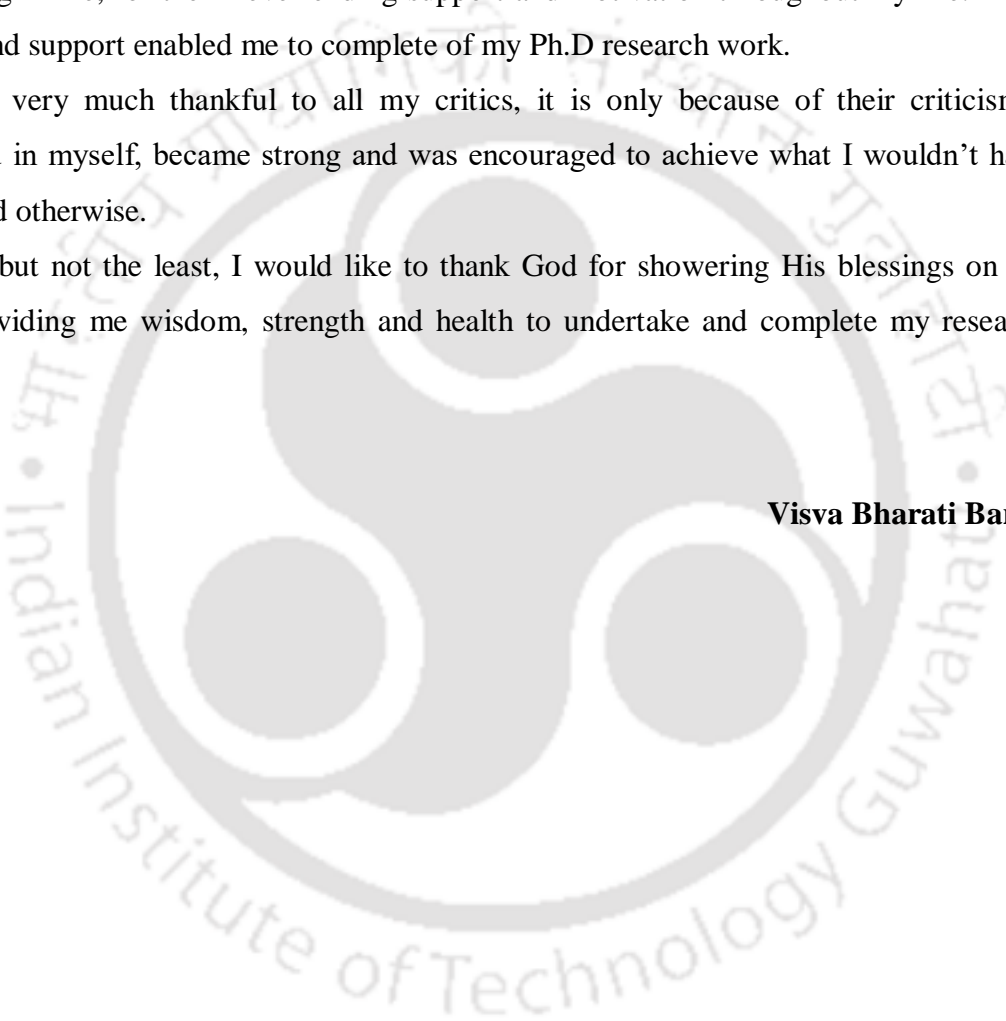 nd support enabled me to complete of my Ph.D research work.
very much thankful to all my critics, it is only because of their criticism
in myself, became strong and was encouraged to achieve what I wouldn't h
d otherwise.
but not the least, I would like to thank God for showering His blessings on
viding me wisdom, strength and health to undertake and complete my resea
Visva Bharati Bar
Indian Institute of Technology Guwahati